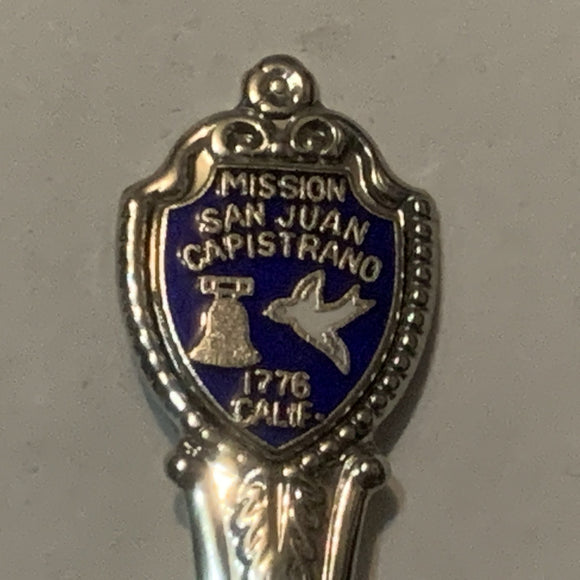 MISSION
SAN JUAN
CAPISTRANO
1776
CALIF.